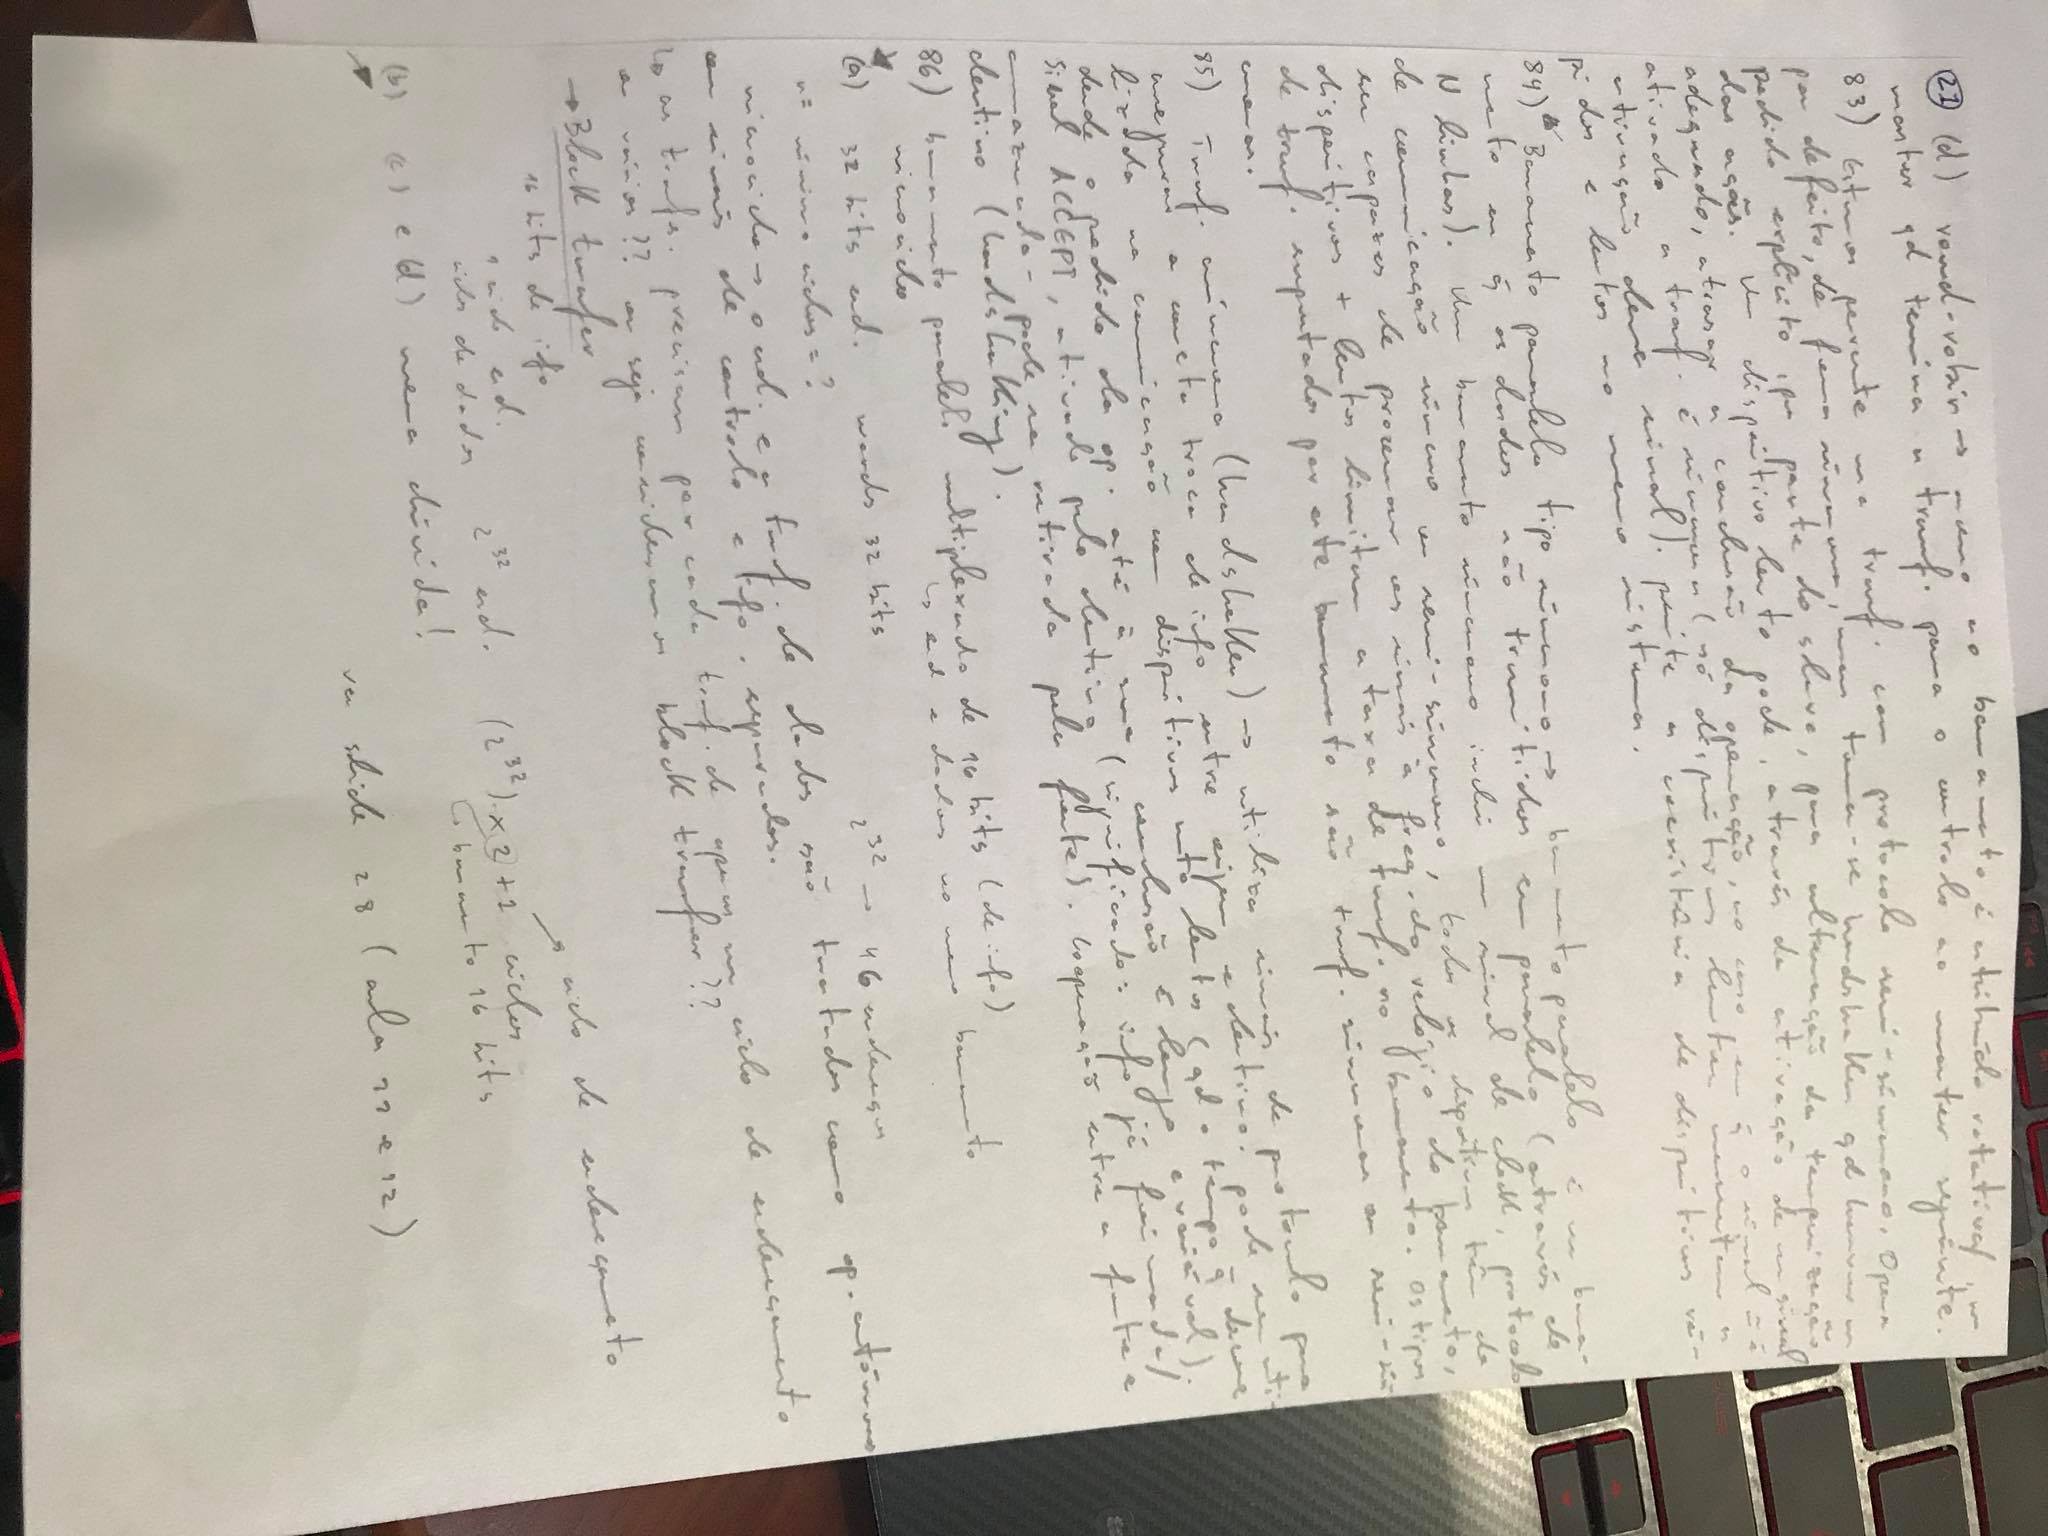 21 (d) round-robin → acesso ao barramento é atribuído rotativa/, um
master qd termina a transf. passa o controlo ao master seguinte.
83) Estamos perante uma transf. com protocolo semi-síncrono. Opera
por defeito, de forma síncrona, mas torna-se handshaken qd houver um
pedido explícito, por parte do slave, para alteração da temporização
das ações. Um dispositivo lento pode, através da ativação de um sinal
adequado, atrasar a conclusão da operação, no caso em q o sinal ñ é
ativado a transf. é síncrona (só dispositivos lentos necessitam a
ativação deste sinal). permite a coexistência de dispositivos rá-
pidos e lentos no mesmo sistema.
84) Barramento paralelo tipo síncrono → barramento paralelo é um barra-
mento em q os dados são transmitidos em paralelo (através de
N linhas). Um barramento síncrono inclui um sinal de clock, protocolo
de comunicação síncrono ou semi-síncrono, todos os dispositivos têm de
ser capazes de processar os sinais à freq. do relógio do barramento,
dispositivos + lentos limitam a taxa de transf. no barramento. Os tipos
de transf. suportados por este barramento são transf. síncronas ou semi-sín
cronas.
85) Transf. assíncrona (handshaken) → utiliza sinais de protocolo para
assegurar a correta troca de info entre origem e destino. pode ser uti-
lizada na comunicação com dispositivos mto lentos (qd o tempo q decorre
desde o pedido da op. até à sua conclusão é longo e variável).
Sinal ACCEPT, ativado pelo destino (significado: info já foi mada/
armazenada - pode ser retirada pela fonte). Cooperação entre a fonte e
destino (handshaking).
86) barramento paralelo multiplexado de 16 bits (de info)
↳ end e dados no mesmo barramento
microciclo
(a) 32 bits end. words 32 bits 2^32 → 4G endereços
nº mínimo ciclos = ?
microciclo → o end. e a transf. de dados são tratados como op. autónomas
com sinais de controlo e info. separados.
↳ as transfs. precisam por cada transf. de apenas um ciclo de endereçamento
ou vários?? ou seja consideramos block transfer??
→ Block transfer
16 bits de info
1 ciclo end.
ciclos de dados 2^32 end. (2^32) × 2 + 1 ciclos → ciclo de endereçamento
↳ barramento 16 bits
(b) (c) e (d) mesma dúvida!
ver slide 28 (aula 11 e 12)